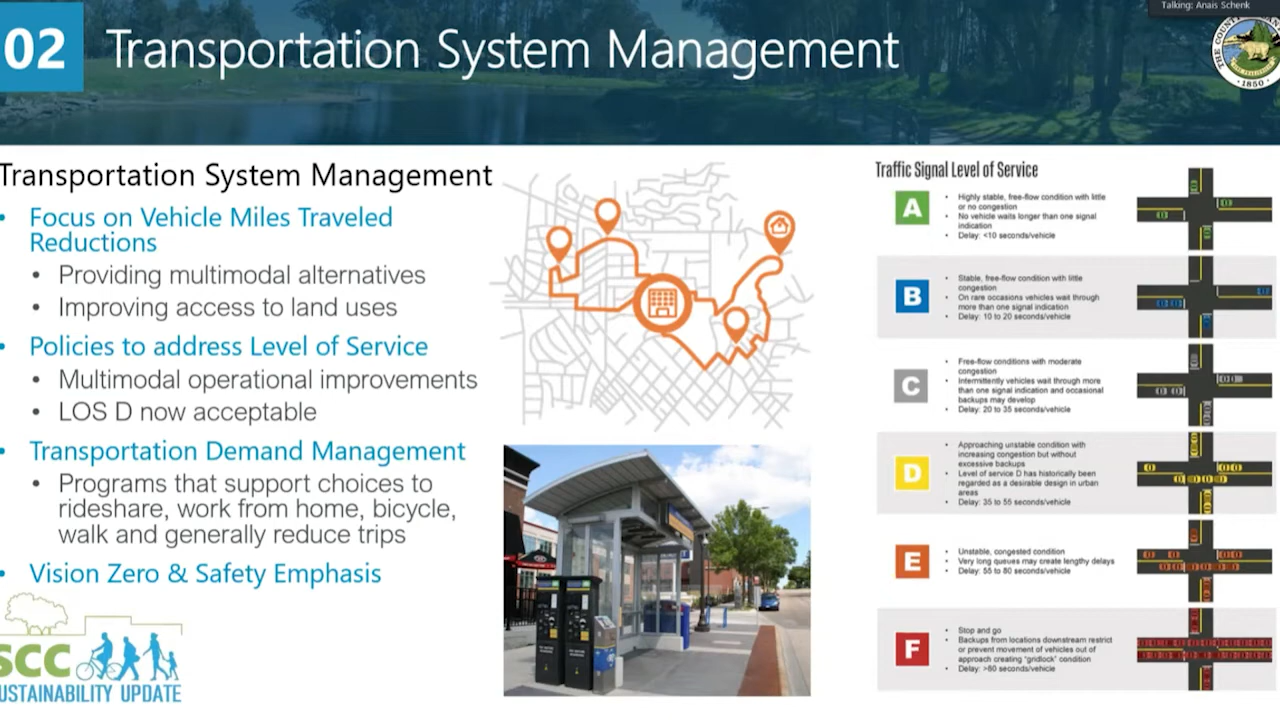 Talking: Anais Schenk
02 Transportation System Management
1850
Transportation System Management
• Focus on Vehicle Miles Traveled
Reductions
• Providing multimodal alternatives
• Improving access to land uses
• Policies to address Level of Service
• Multimodal operational improvements
• LOS D now acceptable
• Transportation Demand Management
• Programs that support choices to
rideshare, work from home, bicycle,
walk and generally reduce trips
• Vision Zero & Safety Emphasis
SCC
USTAINABILITY UPDATE
Traffic Signal Level of Service
A
• Highly stable, free-flow condition with little
or no congestion
• No vehicle waits longer than one signal
indication
• Delay: <10 seconds/vehicle
B
• Stable, free-flow condition with little
congestion
• On rare occasions vehicles wait through
more than one signal indication
• Delay: 10 to 20 seconds/vehicle
C
• Free-flow conditions with moderate
congestion
• Intermittently vehicles wait through more
than one signal indication and occasional
backups may develop
• Delay: 20 to 35 seconds/vehicle
D
• Approaching unstable condition with
increasing congestion but without
excessive backups
• Level of service D has historically been
regarded as a desirable design in urban
areas
• Delay: 35 to 55 seconds/vehicle
E
• Unstable, congested condition
• Very long queues may create lengthy delays
• Delay: 55 to 80 seconds/vehicle
F
• Stop and go
• Backups from locations downstream restrict
or prevent movement of vehicles out of
approach creating "gridlock" condition
• Delay: >80 seconds/vehicle